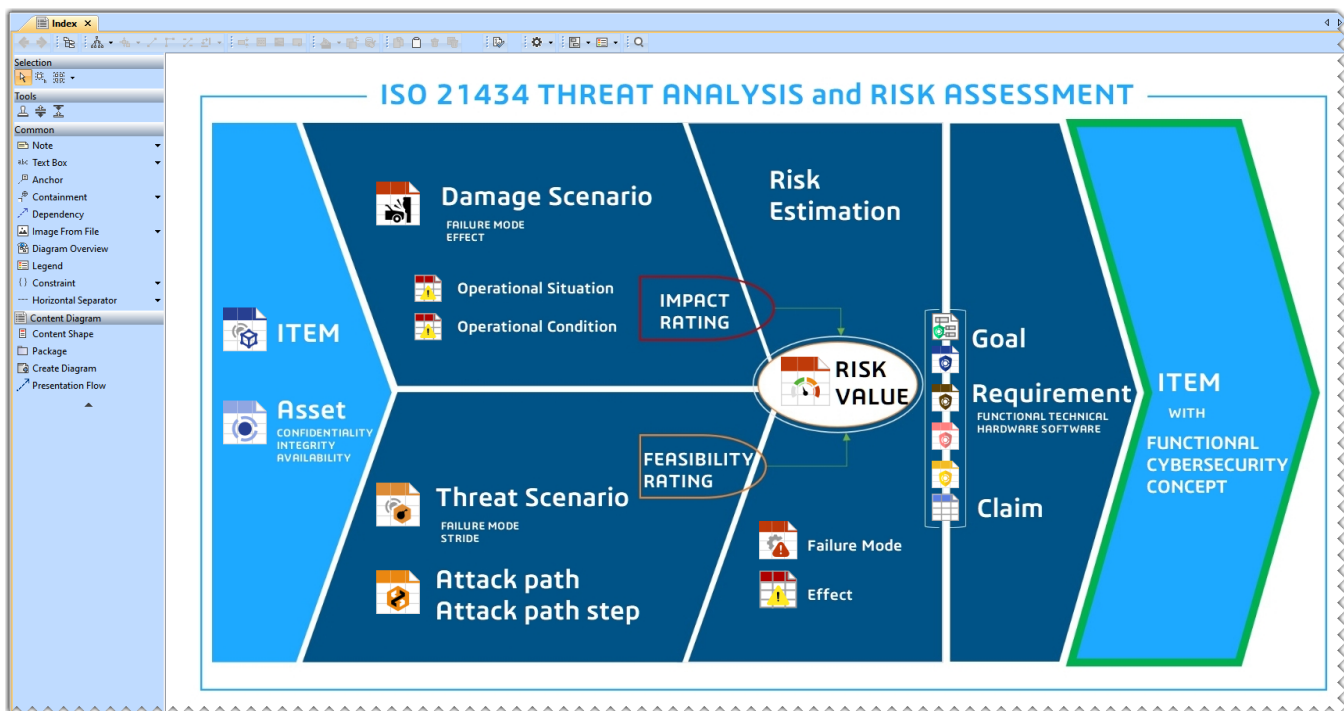 Index
Selection
Tools
Common
Note
abc Text Box
Anchor
Containment
Dependency
Image From File
Diagram Overview
Legend
{} Constraint
Horizontal Separator
Content Diagram
Content Shape
Package
Create Diagram
Presentation Flow
ISO 21434 THREAT ANALYSIS and RISK ASSESSMENT
ITEM
Asset
CONFIDENTIALITY
INTEGRITY
AVAILABILITY
Damage Scenario
FAILURE MODE
EFFECT
Operational Situation
Operational Condition
Threat Scenario
FAILURE MODE
STRIDE
Attack path
Attack path step
Risk
Estimation
IMPACT
RATING
RISK
VALUE
FEASIBILITY
RATING
Failure Mode
Effect
Goal
Requirement
FUNCTIONAL TECHNICAL
HARDWARE SOFTWARE
Claim
ITEM
WITH
FUNCTIONAL
CYBERSECURITY
CONCEPT